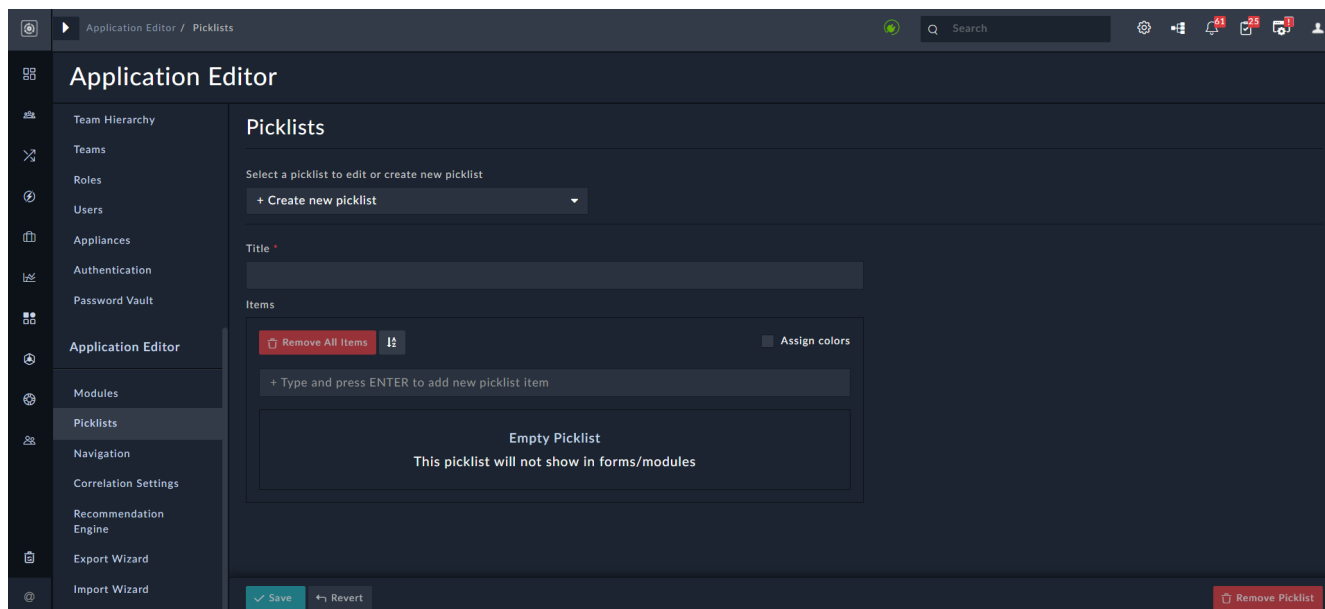 Application Editor / Picklists
Search
61
25
!
Application Editor
Team Hierarchy
Teams
Roles
Users
Appliances
Authentication
Password Vault
Application Editor
Modules
Picklists
Navigation
Correlation Settings
Recommendation
Engine
Export Wizard
Import Wizard
@
Picklists
Select a picklist to edit or create new picklist
+ Create new picklist
Title *
Items
Remove All Items
Assign colors
+ Type and press ENTER to add new picklist item
Empty Picklist
This picklist will not show in forms/modules
Save
Revert
Remove Picklist